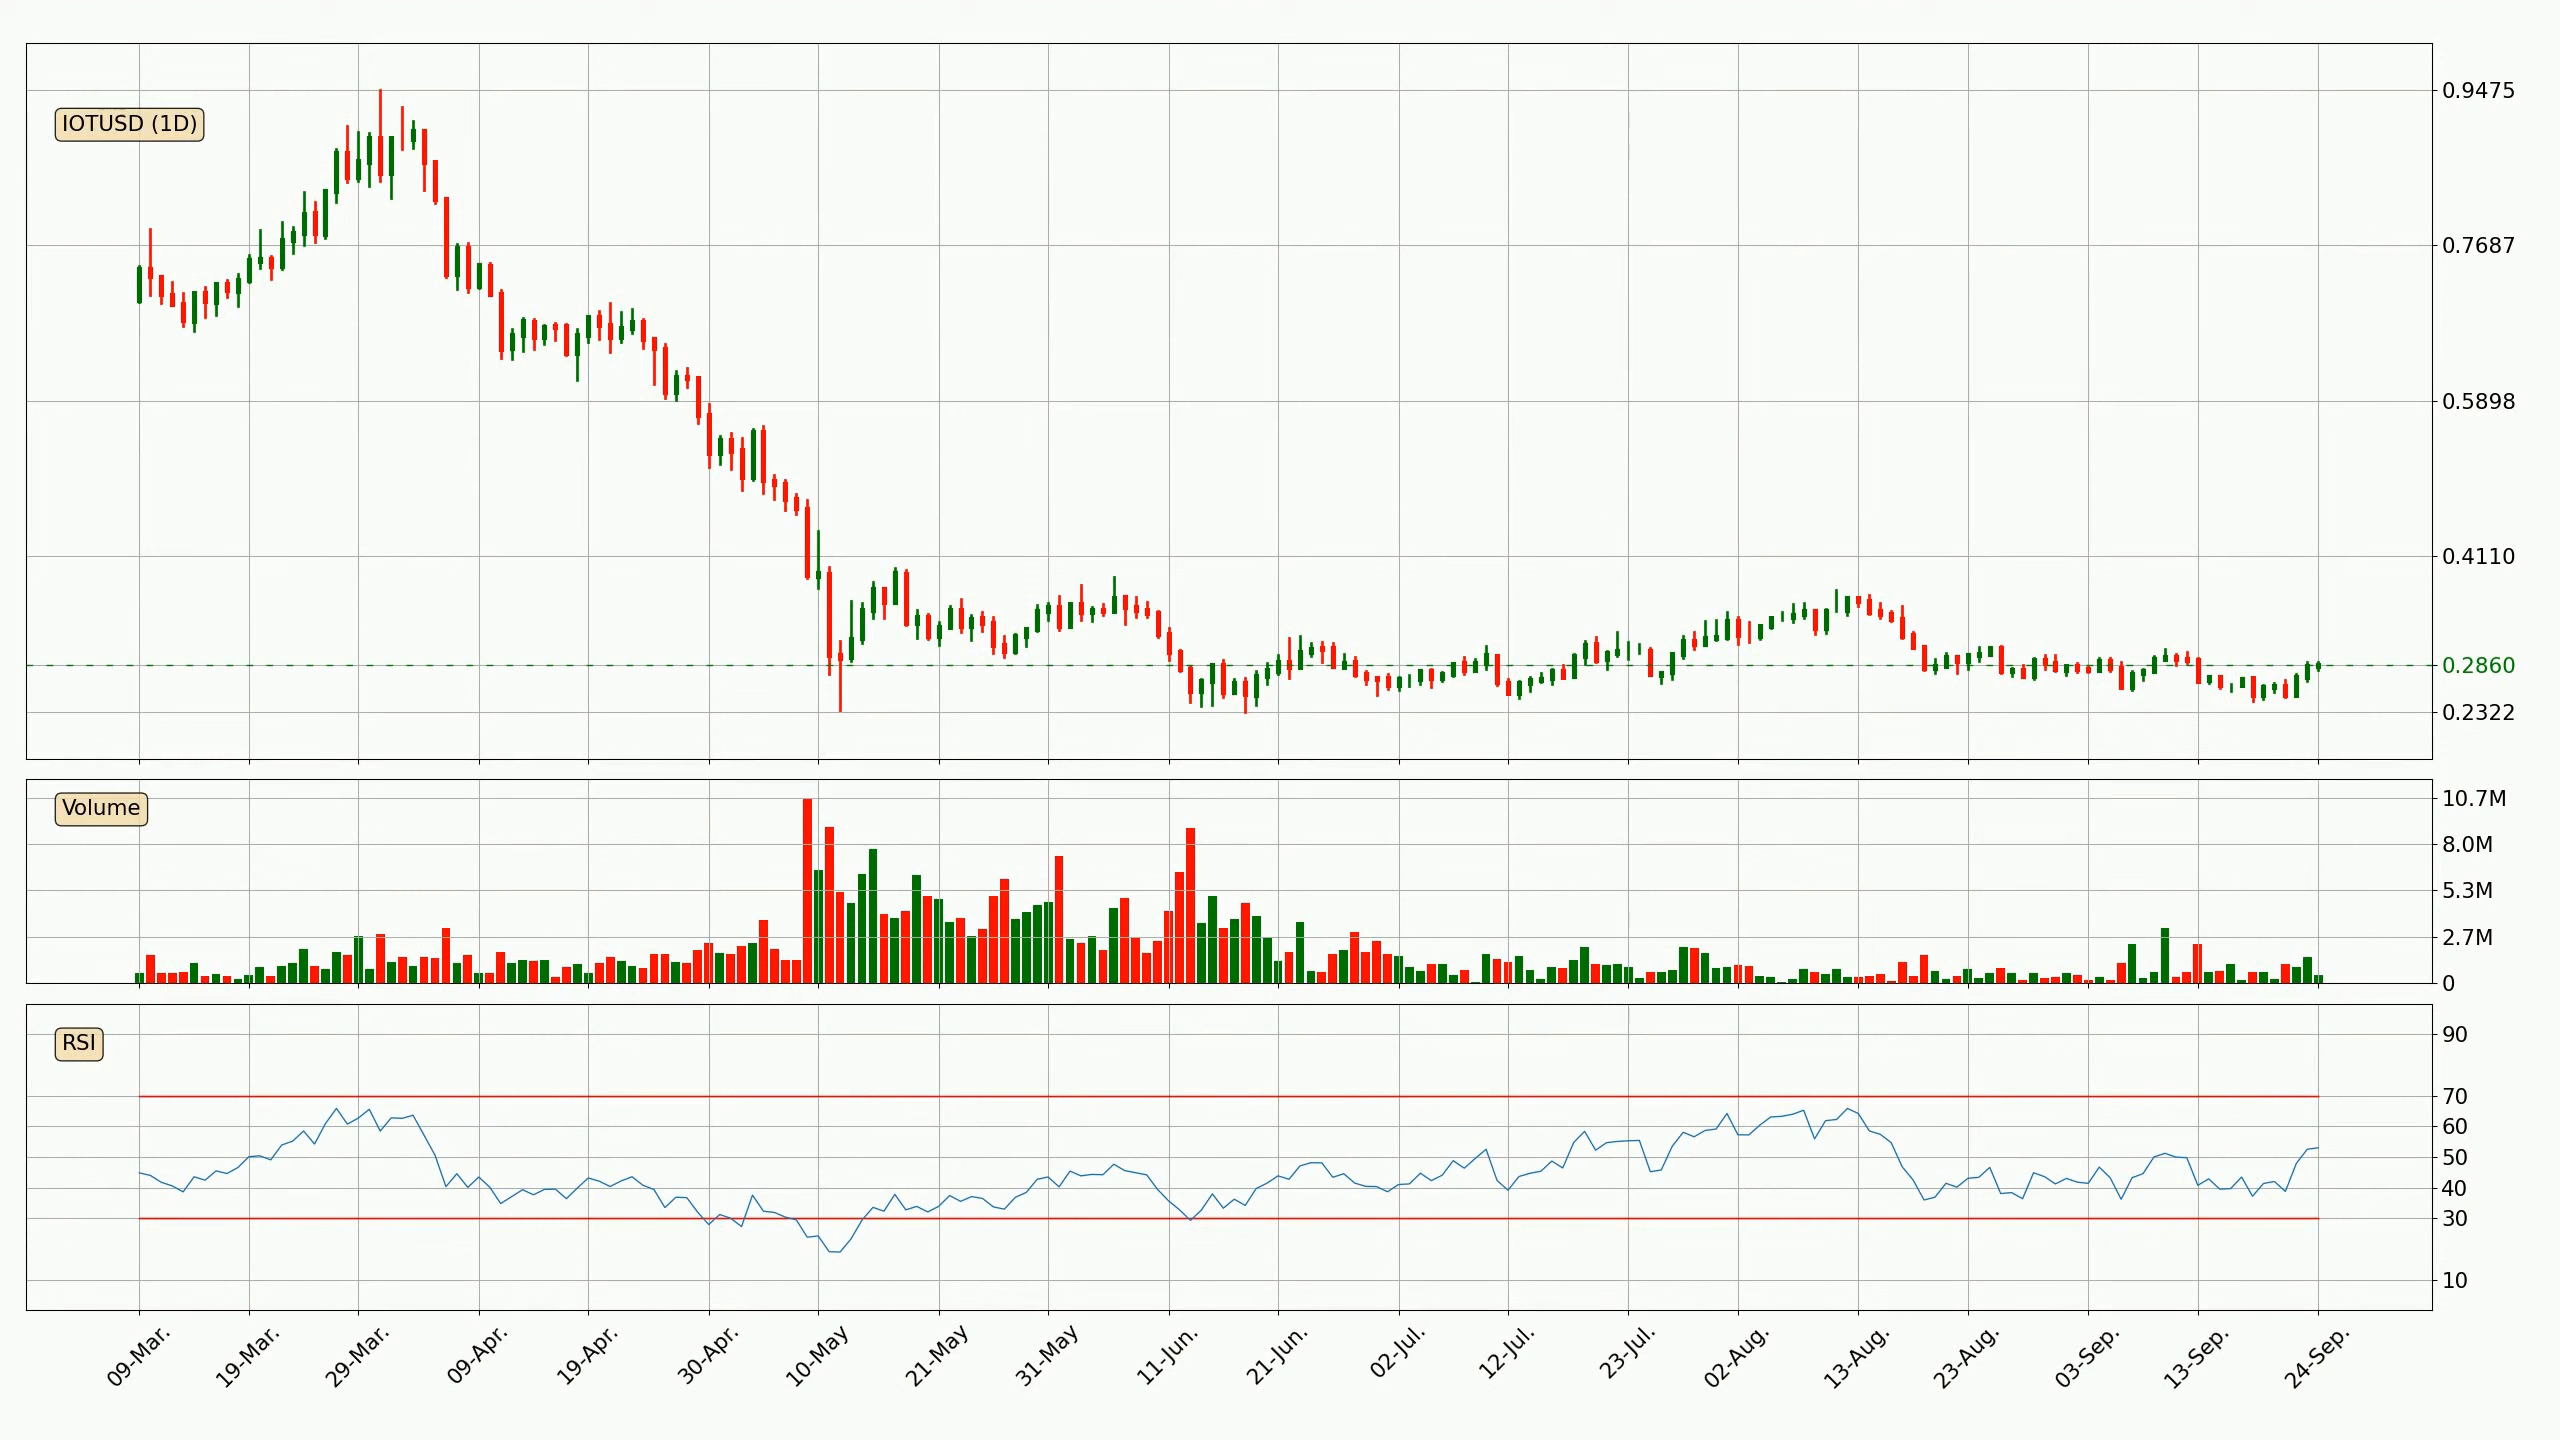 IOTUSD (1D)
0.9475
0.7687
0.5898
0.4110
0.2860
0.2322
Volume
10.7M
8.0M
5.3M
2.7M
0
RSI
90
70
60
50
40
30
10
09-Mar.
19-Mar.
29-Mar.
09-Apr.
19-Apr.
30-Apr.
10-May
21-May
31-May
11-Jun.
21-Jun.
02-Jul.
12-Jul.
23-Jul.
02-Aug.
13-Aug.
23-Aug.
03-Sep.
13-Sep.
24-Sep.